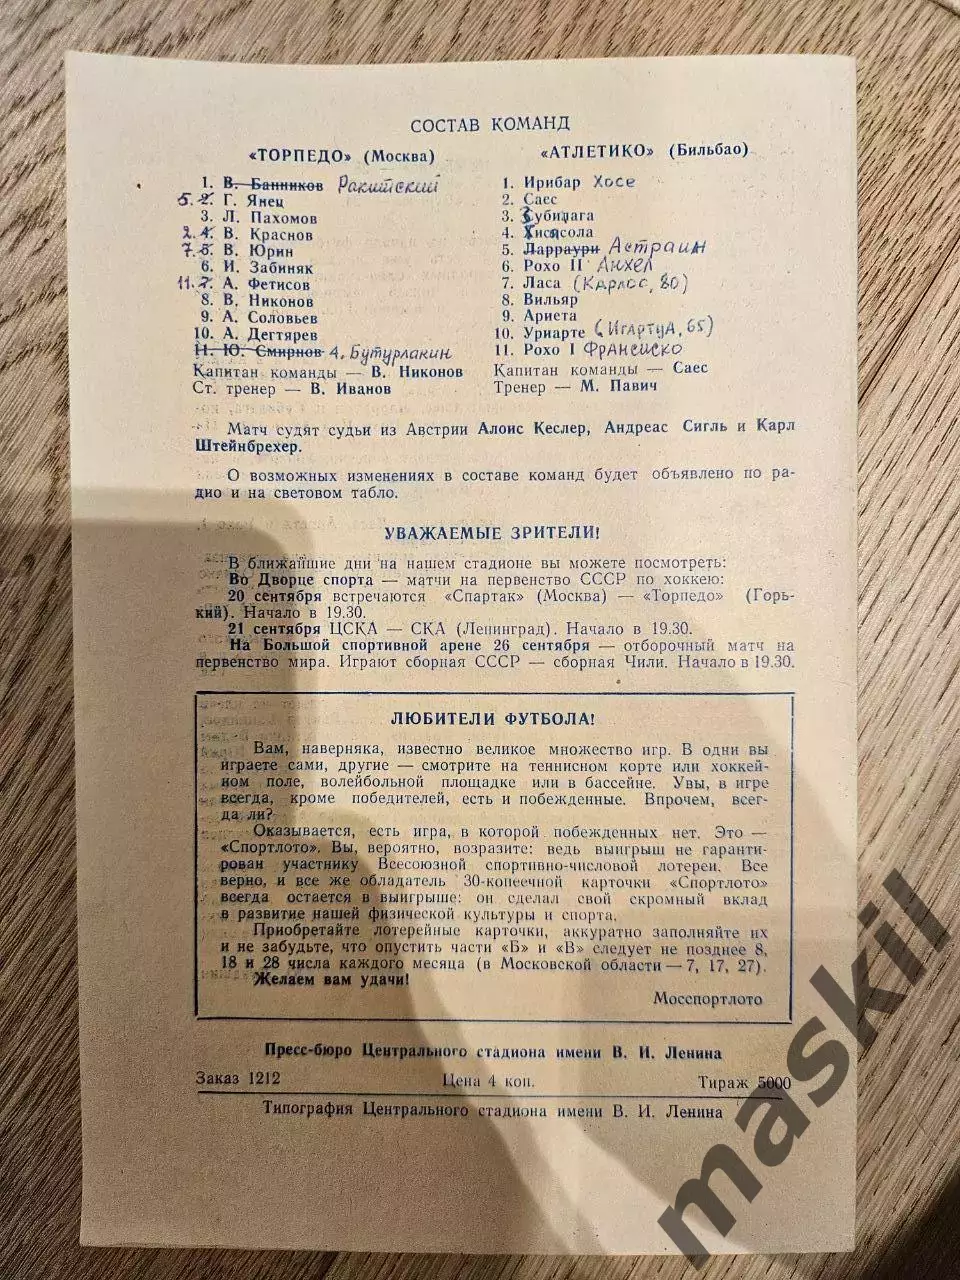 СОСТАВ КОМАНД
«ТОРПЕДО» (Москва)
1. В. Банников Ракитский
5. 2. Г. Янец
3. Л. Пахомов
2. 4. В. Краснов
7. 5. В. Юрин
6. И. Забиняк
11. 7. А. Фетисов
8. В. Никонов
9. А. Соловьев
10. А. Дегтярев
11. Ю. Смирнов 4. Бутурлакин
Капитан команды — В. Никонов
Ст. тренер — В. Иванов
«АТЛЕТИКО» (Бильбао)
1. Ирибар Хосе
2. Саес
3. Зубиага
4. Хисасола
5. Ларраури Астраин
6. Рохо II Анхел
7. Ласа (Карлос, 80)
8. Вильяр
9. Ариета
10. Уриарте (Игартуа, 65)
11. Рохо I Франсиско
Капитан команды — Саес
Тренер — М. Павич
Матч судят судьи из Австрии Алоис Кеслер, Андреас Сигль и Карл
Штейнбрехер.
О возможных изменениях в составе команд будет объявлено по ра-
дио и на световом табло.
УВАЖАЕМЫЕ ЗРИТЕЛИ!
В ближайшие дни на нашем стадионе вы можете посмотреть:
Во Дворце спорта — матчи на первенство СССР по хоккею:
20 сентября встречаются «Спартак» (Москва) — «Торпедо» (Горь-
кий). Начало в 19.30.
21 сентября ЦСКА — СКА (Ленинград). Начало в 19.30.
На Большой спортивной арене 26 сентября — отборочный матч на
первенство мира. Играют сборная СССР — сборная Чили. Начало в 19.30.
ЛЮБИТЕЛИ ФУТБОЛА!
Вам, наверняка, известно великое множество игр. В одни вы
играете сами, другие — смотрите на теннисном корте или хоккей-
ном поле, волейбольной площадке или в бассейне. Увы, в игре
всегда, кроме победителей, есть и побежденные. Впрочем, всег-
да ли?
Оказывается, есть игра, в которой побежденных нет. Это —
«Спортлото». Вы, вероятно, возразите: ведь выигрыш не гаранти-
рован участнику Всесоюзной спортивно-числовой лотереи. Все
верно, и все же обладатель 30-копеечной карточки «Спортлото»
всегда остается в выигрыше: он сделал свой скромный вклад
в развитие нашей физической культуры и спорта.
Приобретайте лотерейные карточки, аккуратно заполняйте их
и не забудьте, что опустить части «Б» и «В» следует не позднее 8,
18 и 28 числа каждого месяца (в Московской области — 7, 17, 27).
Желаем вам удачи!
Мосспортлото
Пресс-бюро Центрального стадиона имени В. И. Ленина
Заказ 1212 Цена 4 коп. Тираж 5000
Типография Центрального стадиона имени В. И. Ленина
maskil